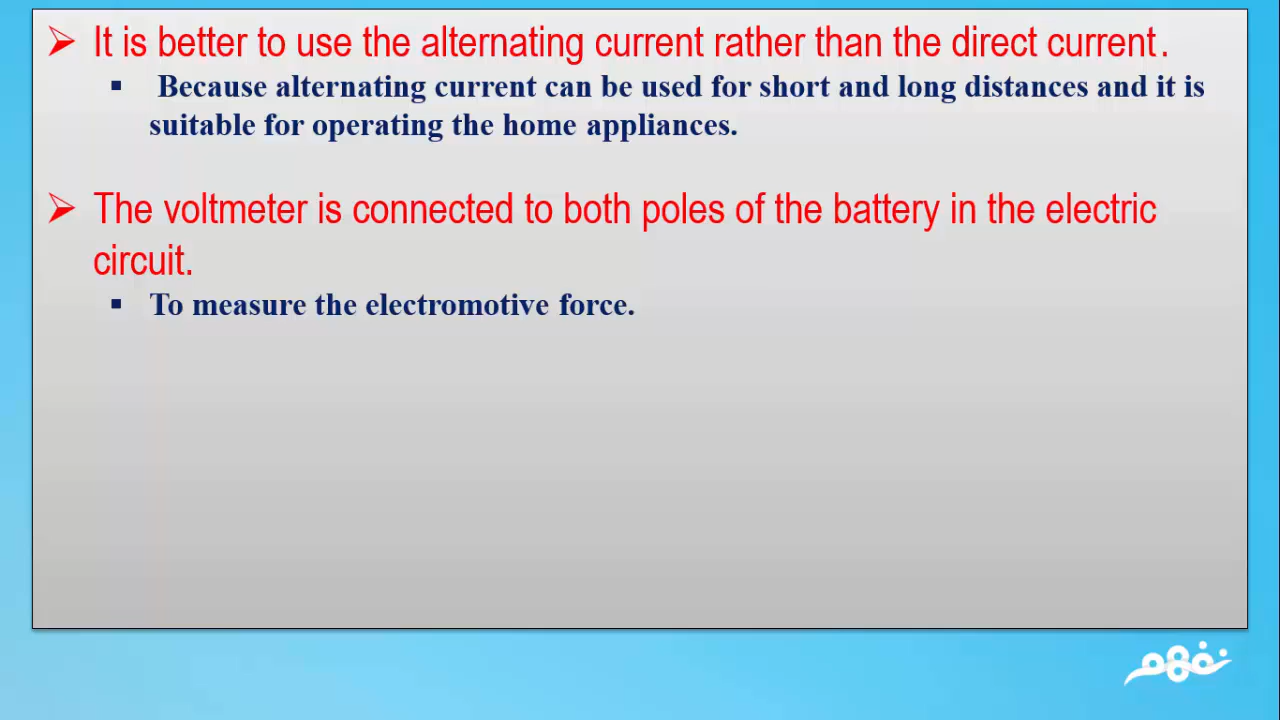 It is better to use the alternating current rather than the direct current.
Because alternating current can be used for short and long distances and it is
suitable for operating the home appliances.
The voltmeter is connected to both poles of the battery in the electric
circuit.
To measure the electromotive force.
نفهم